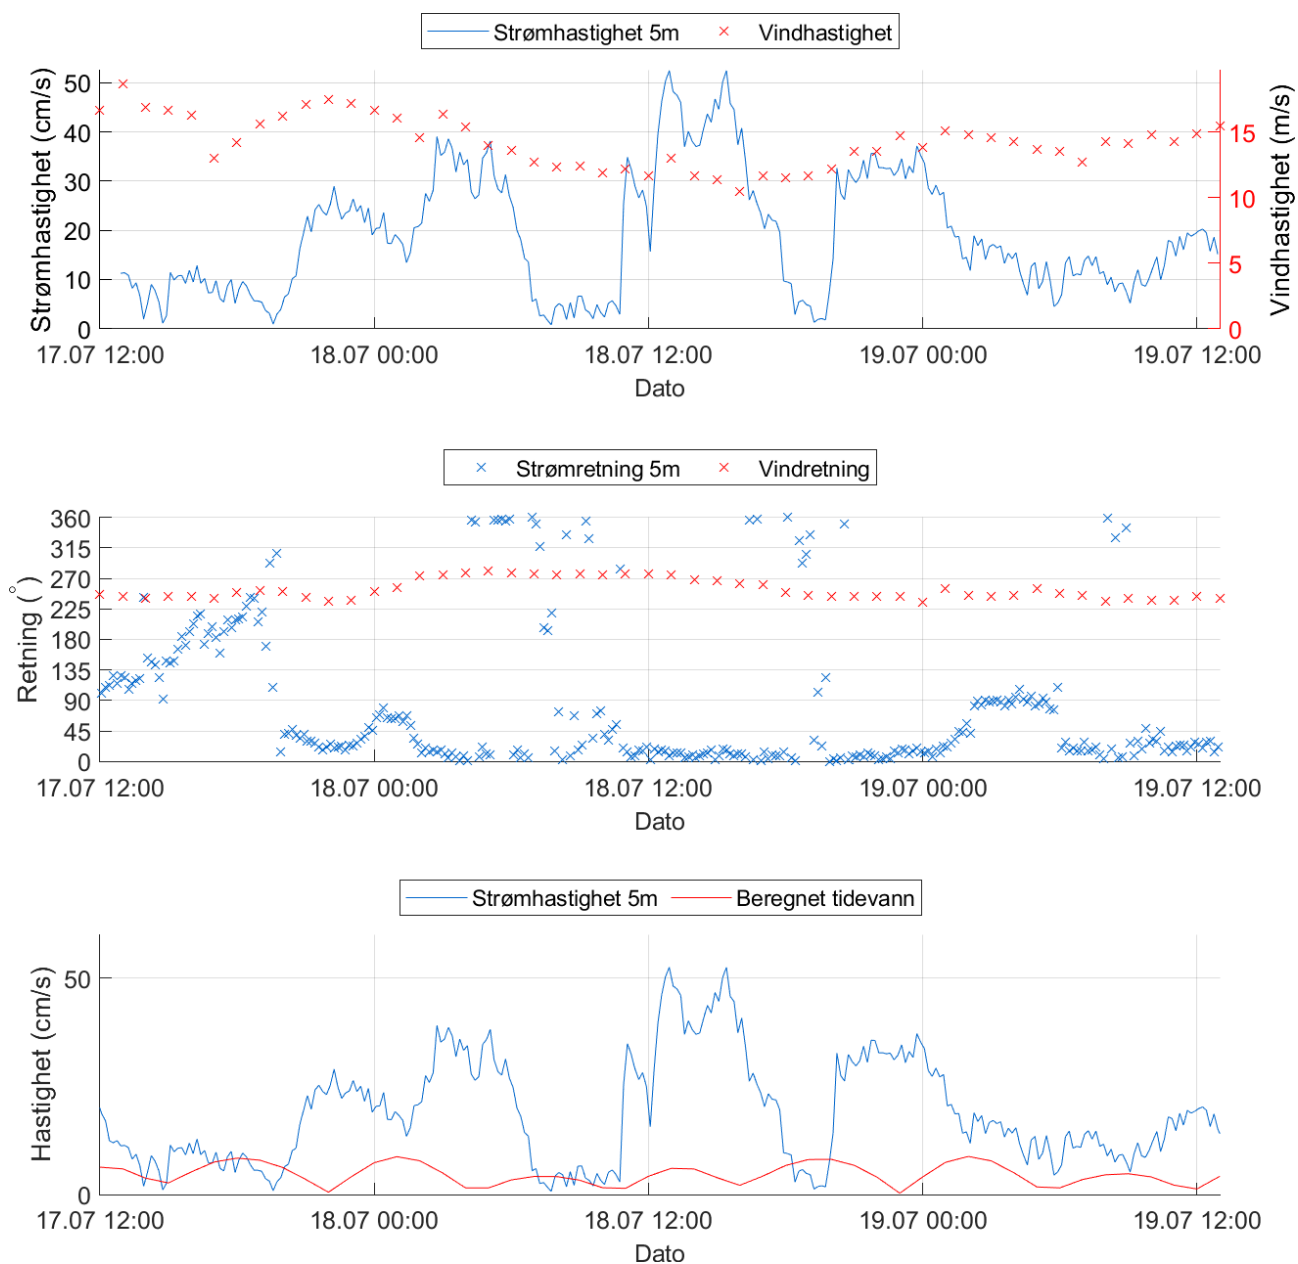 Strømhastighet 5m Vindhastighet
Strømhastighet (cm/s)
50
40
30
20
10
0
Vindhastighet (m/s)
15
10
5
0
17.07 12:00 18.07 00:00 18.07 12:00 19.07 00:00 19.07 12:00
Dato
Strømretning 5m Vindretning
Retning (°)
360
315
270
225
180
135
90
45
0
17.07 12:00 18.07 00:00 18.07 12:00 19.07 00:00 19.07 12:00
Dato
Strømhastighet 5m Beregnet tidevann
Hastighet (cm/s)
50
0
17.07 12:00 18.07 00:00 18.07 12:00 19.07 00:00 19.07 12:00
Dato